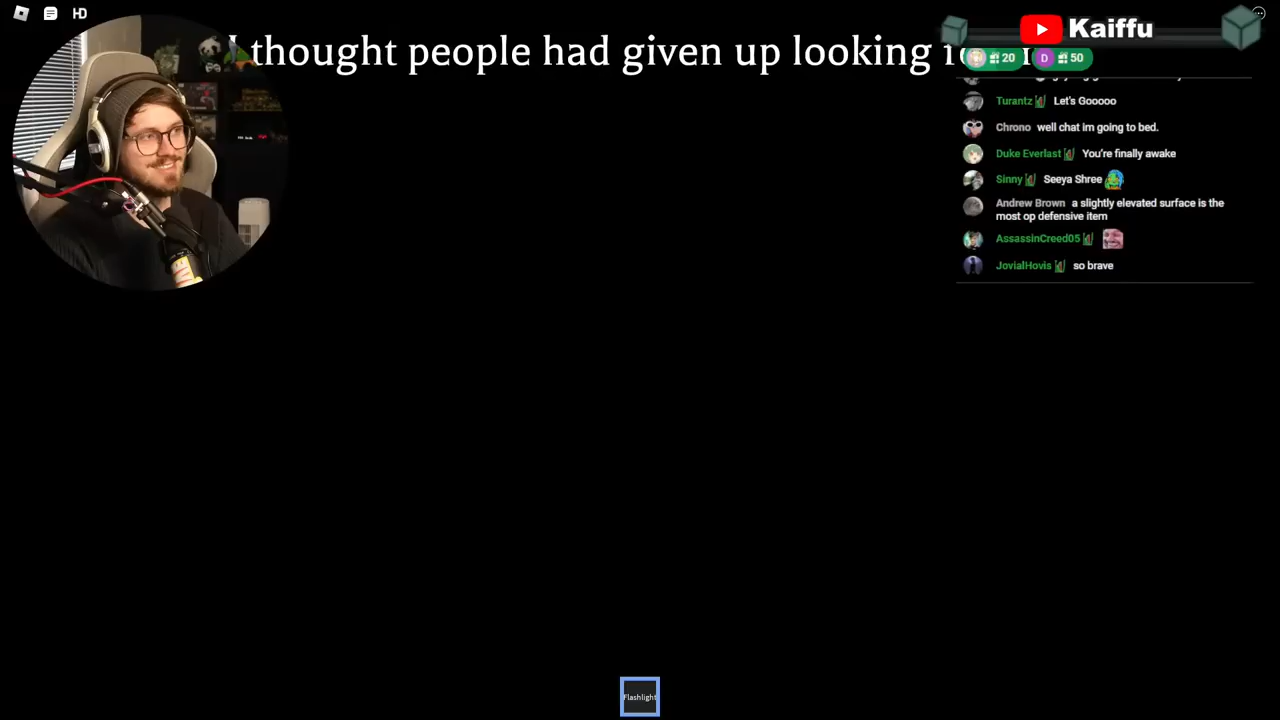 HD
I thought people had given up looking
Kaiffu
20
50
Turantz Let's Gooooo
Chrono well chat im going to bed.
Duke Everlast You're finally awake
Sinny Seeya Shree
Andrew Brown a slightly elevated surface is the
most op defensive item
AssassinCreed05
JovialHovis so brave
Flashlight